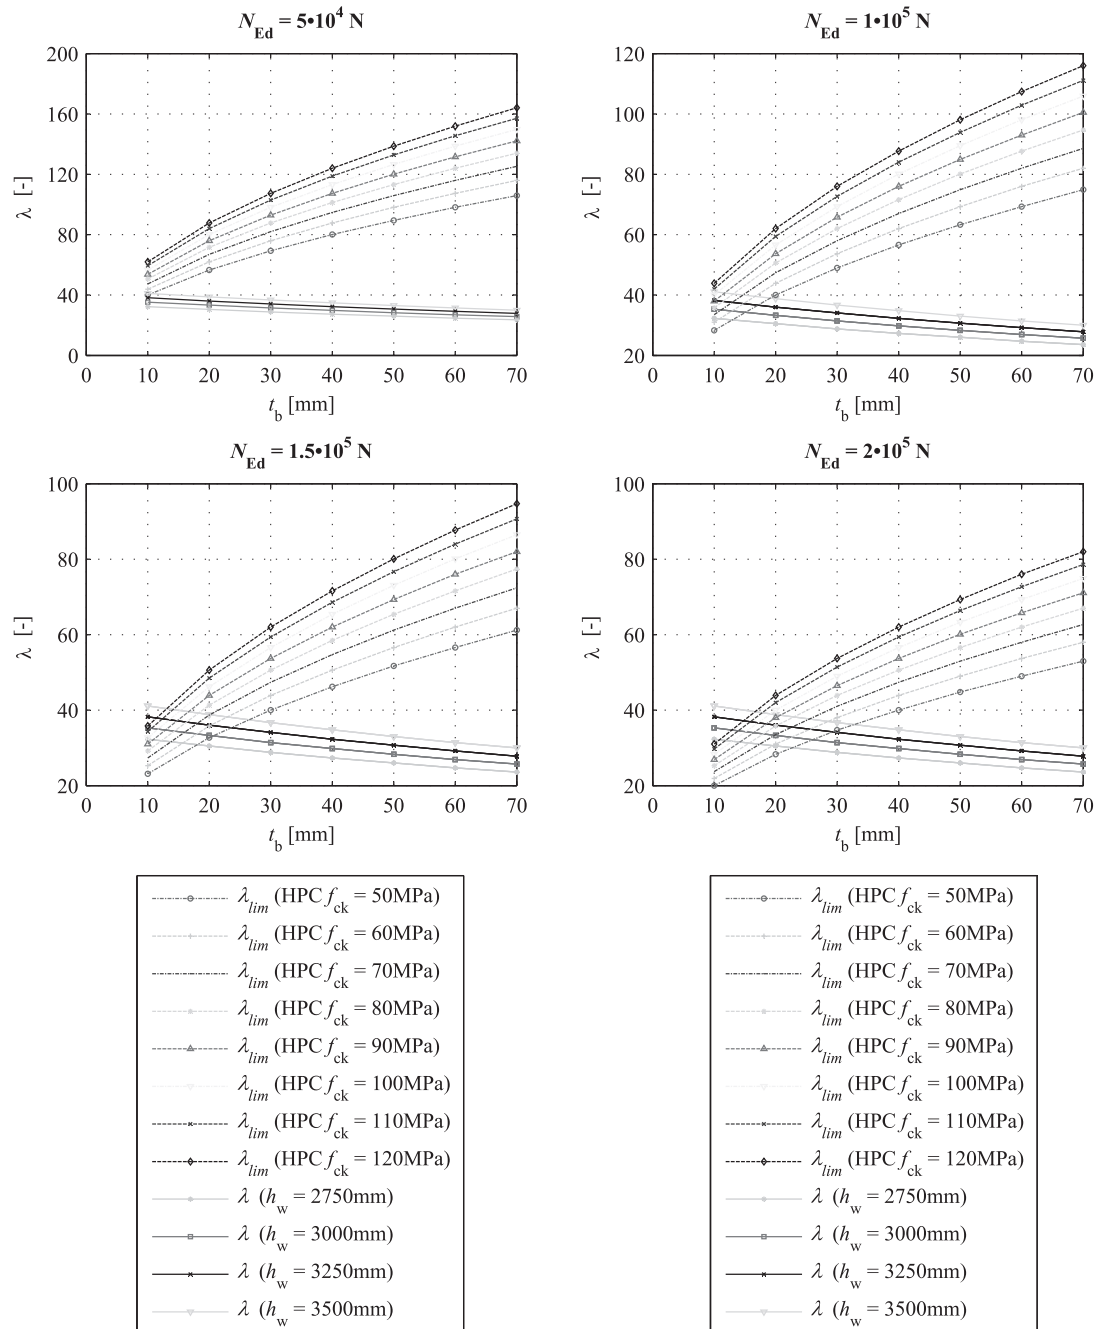 N_Ed = 5•10^4 N
N_Ed = 1•10^5 N
200
160
120
80
40
0
λ [-]
0 10 20 30 40 50 60 70
t_b [mm]
120
100
80
60
40
20
λ [-]
0 10 20 30 40 50 60 70
t_b [mm]
N_Ed = 1.5•10^5 N
N_Ed = 2•10^5 N
100
80
60
40
20
λ [-]
0 10 20 30 40 50 60 70
t_b [mm]
100
80
60
40
20
λ [-]
0 10 20 30 40 50 60 70
t_b [mm]
λ_lim (HPC f_ck = 50MPa)
λ_lim (HPC f_ck = 60MPa)
λ_lim (HPC f_ck = 70MPa)
λ_lim (HPC f_ck = 80MPa)
λ_lim (HPC f_ck = 90MPa)
λ_lim (HPC f_ck = 100MPa)
λ_lim (HPC f_ck = 110MPa)
λ_lim (HPC f_ck = 120MPa)
λ (h_w = 2750mm)
λ (h_w = 3000mm)
λ (h_w = 3250mm)
λ (h_w = 3500mm)
λ_lim (HPC f_ck = 50MPa)
λ_lim (HPC f_ck = 60MPa)
λ_lim (HPC f_ck = 70MPa)
λ_lim (HPC f_ck = 80MPa)
λ_lim (HPC f_ck = 90MPa)
λ_lim (HPC f_ck = 100MPa)
λ_lim (HPC f_ck = 110MPa)
λ_lim (HPC f_ck = 120MPa)
λ (h_w = 2750mm)
λ (h_w = 3000mm)
λ (h_w = 3250mm)
λ (h_w = 3500mm)